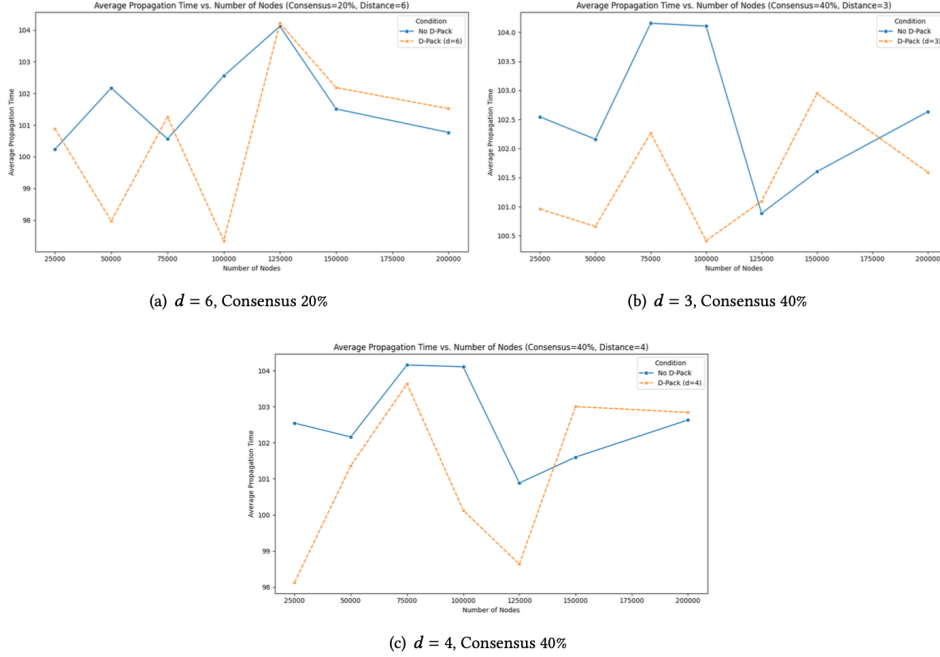 Average Propagation Time vs. Number of Nodes (Consensus=20%, Distance=6)
Condition
No D-Pack
D-Pack (d=6)
Average Propagation Time
104
103
102
101
100
99
98
25000 50000 75000 100000 125000 150000 175000 200000
Number of Nodes
(a) d = 6, Consensus 20%
Average Propagation Time vs. Number of Nodes (Consensus=40%, Distance=3)
Condition
No D-Pack
D-Pack (d=3)
Average Propagation Time
104.0
103.5
103.0
102.5
102.0
101.5
101.0
100.5
25000 50000 75000 100000 125000 150000 175000 200000
Number of Nodes
(b) d = 3, Consensus 40%
Average Propagation Time vs. Number of Nodes (Consensus=40%, Distance=4)
Condition
No D-Pack
D-Pack (d=4)
Average Propagation Time
104
103
102
101
100
99
98
25000 50000 75000 100000 125000 150000 175000 200000
Number of Nodes
(c) d = 4, Consensus 40%